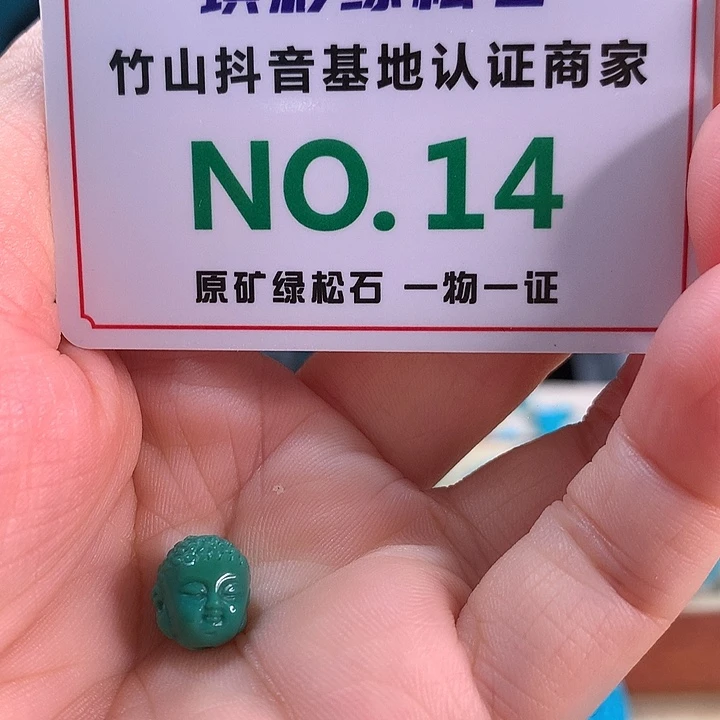 竹山抖音基地认证商家
NO.14
原矿绿松石 一物一证